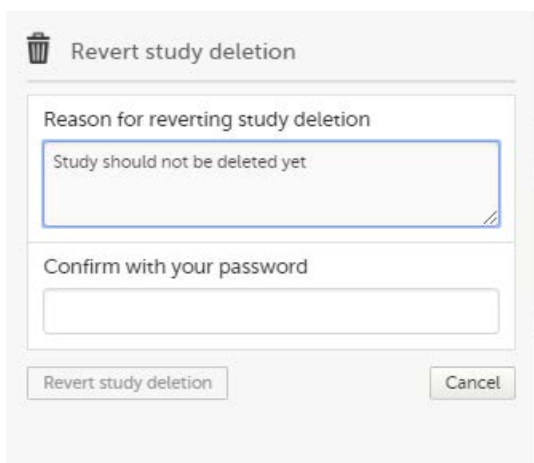 Revert study deletion
Reason for reverting study deletion
Study should not be deleted yet
Confirm with your password
Revert study deletion
Cancel